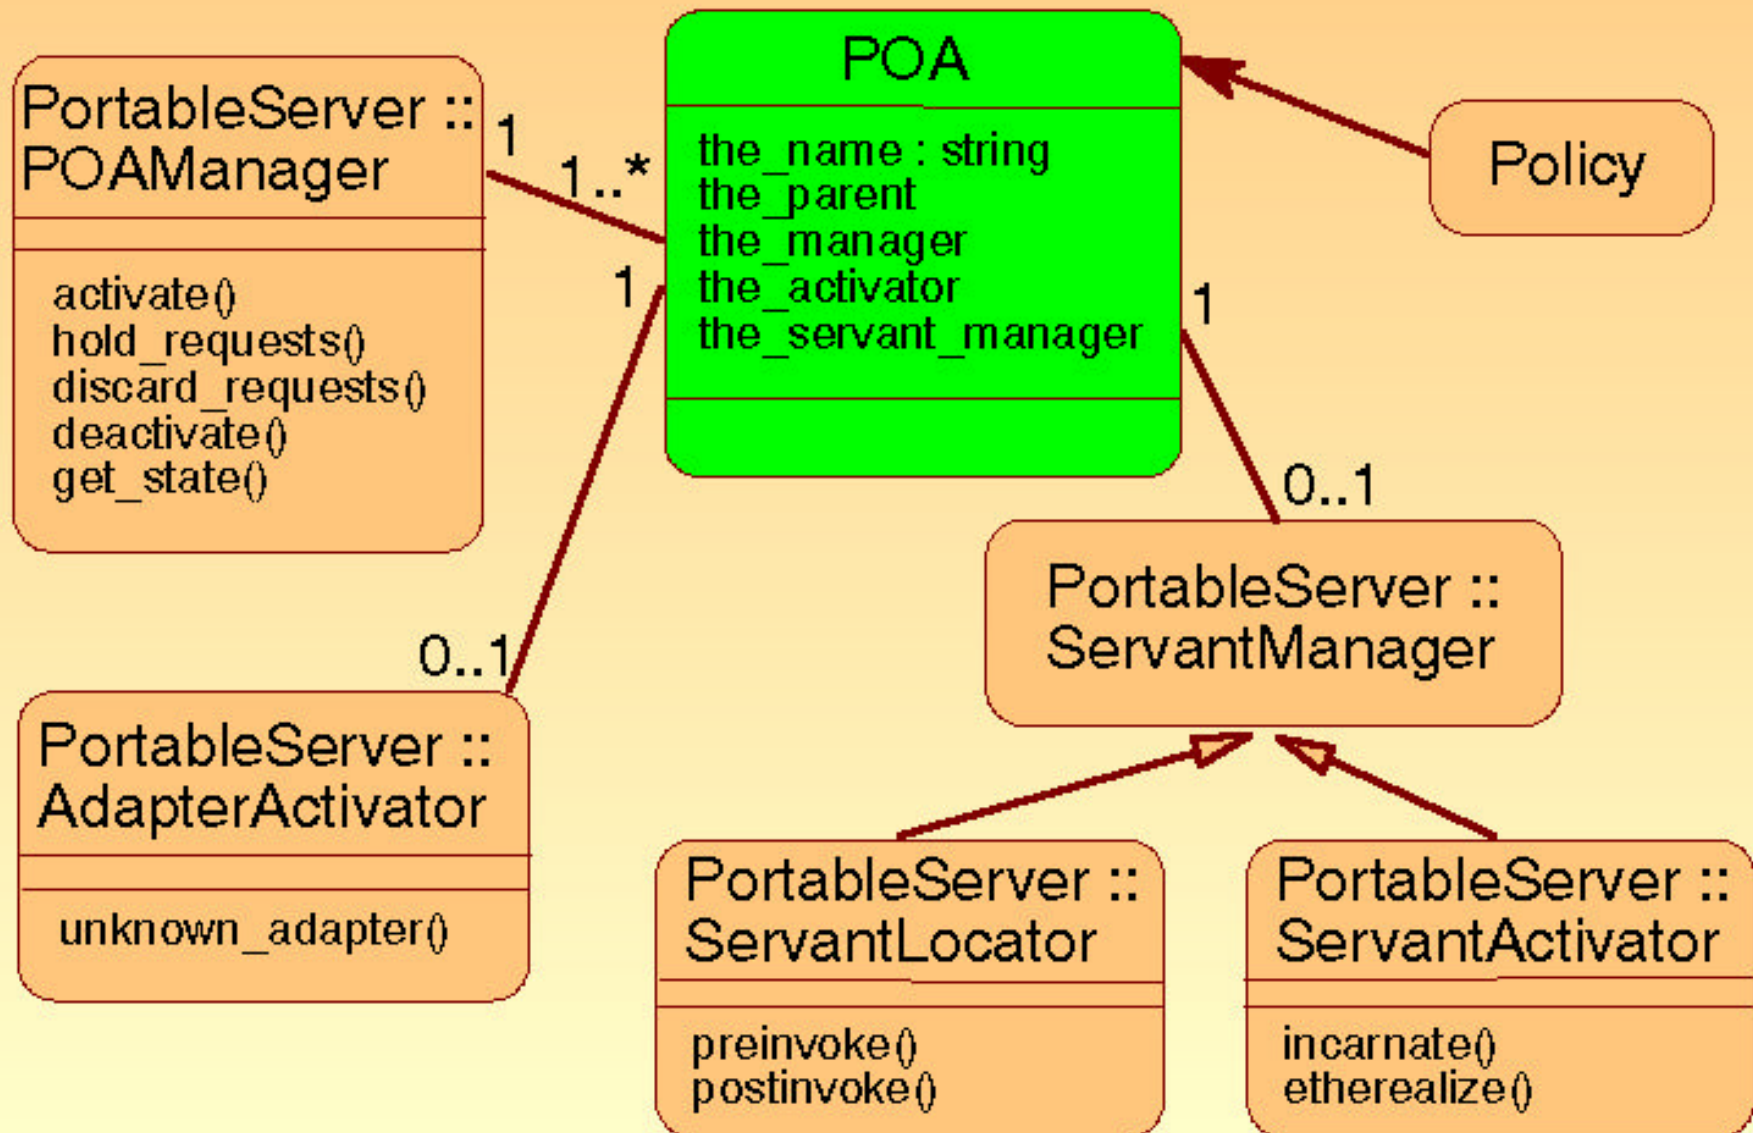 POA
the_name : string
the_parent
the_manager
the_activator
the_servant_manager
PortableServer ::
POAManager
activate()
hold_requests()
discard_requests()
deactivate()
get_state()
1
1..*
Policy
1
0..1
1
0..1
PortableServer ::
AdapterActivator
unknown_adapter()
PortableServer ::
ServantManager
PortableServer ::
ServantLocator
preinvoke()
postinvoke()
PortableServer ::
ServantActivator
incarnate()
etherealize()